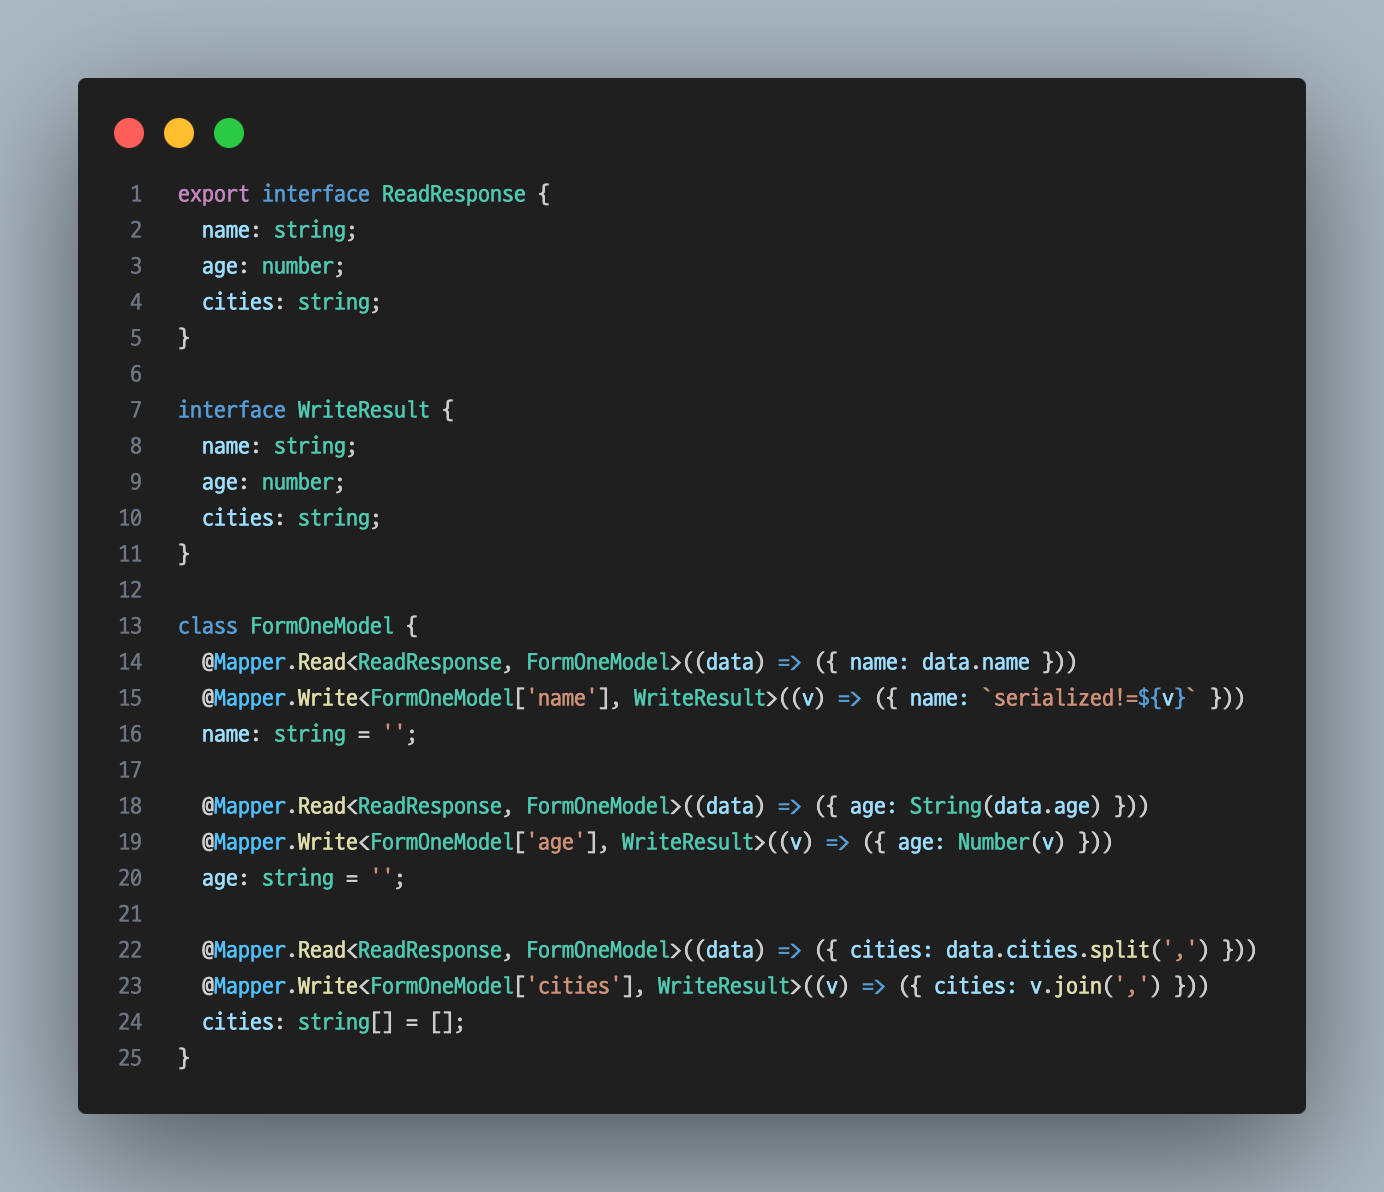 1 export interface ReadResponse {
2   name: string;
3   age: number;
4   cities: string;
5 }
6
7 interface WriteResult {
8   name: string;
9   age: number;
10   cities: string;
11 }
12
13 class FormOneModel {
14   @Mapper.Read<ReadResponse, FormOneModel>((data) => ({ name: data.name }))
15   @Mapper.Write<FormOneModel['name'], WriteResult>((v) => ({ name: `serialized!=${v}` }))
16   name: string = '';
17
18   @Mapper.Read<ReadResponse, FormOneModel>((data) => ({ age: String(data.age) }))
19   @Mapper.Write<FormOneModel['age'], WriteResult>((v) => ({ age: Number(v) }))
20   age: string = '';
21
22   @Mapper.Read<ReadResponse, FormOneModel>((data) => ({ cities: data.cities.split(',') }))
23   @Mapper.Write<FormOneModel['cities'], WriteResult>((v) => ({ cities: v.join(',') }))
24   cities: string[] = [];
25 }